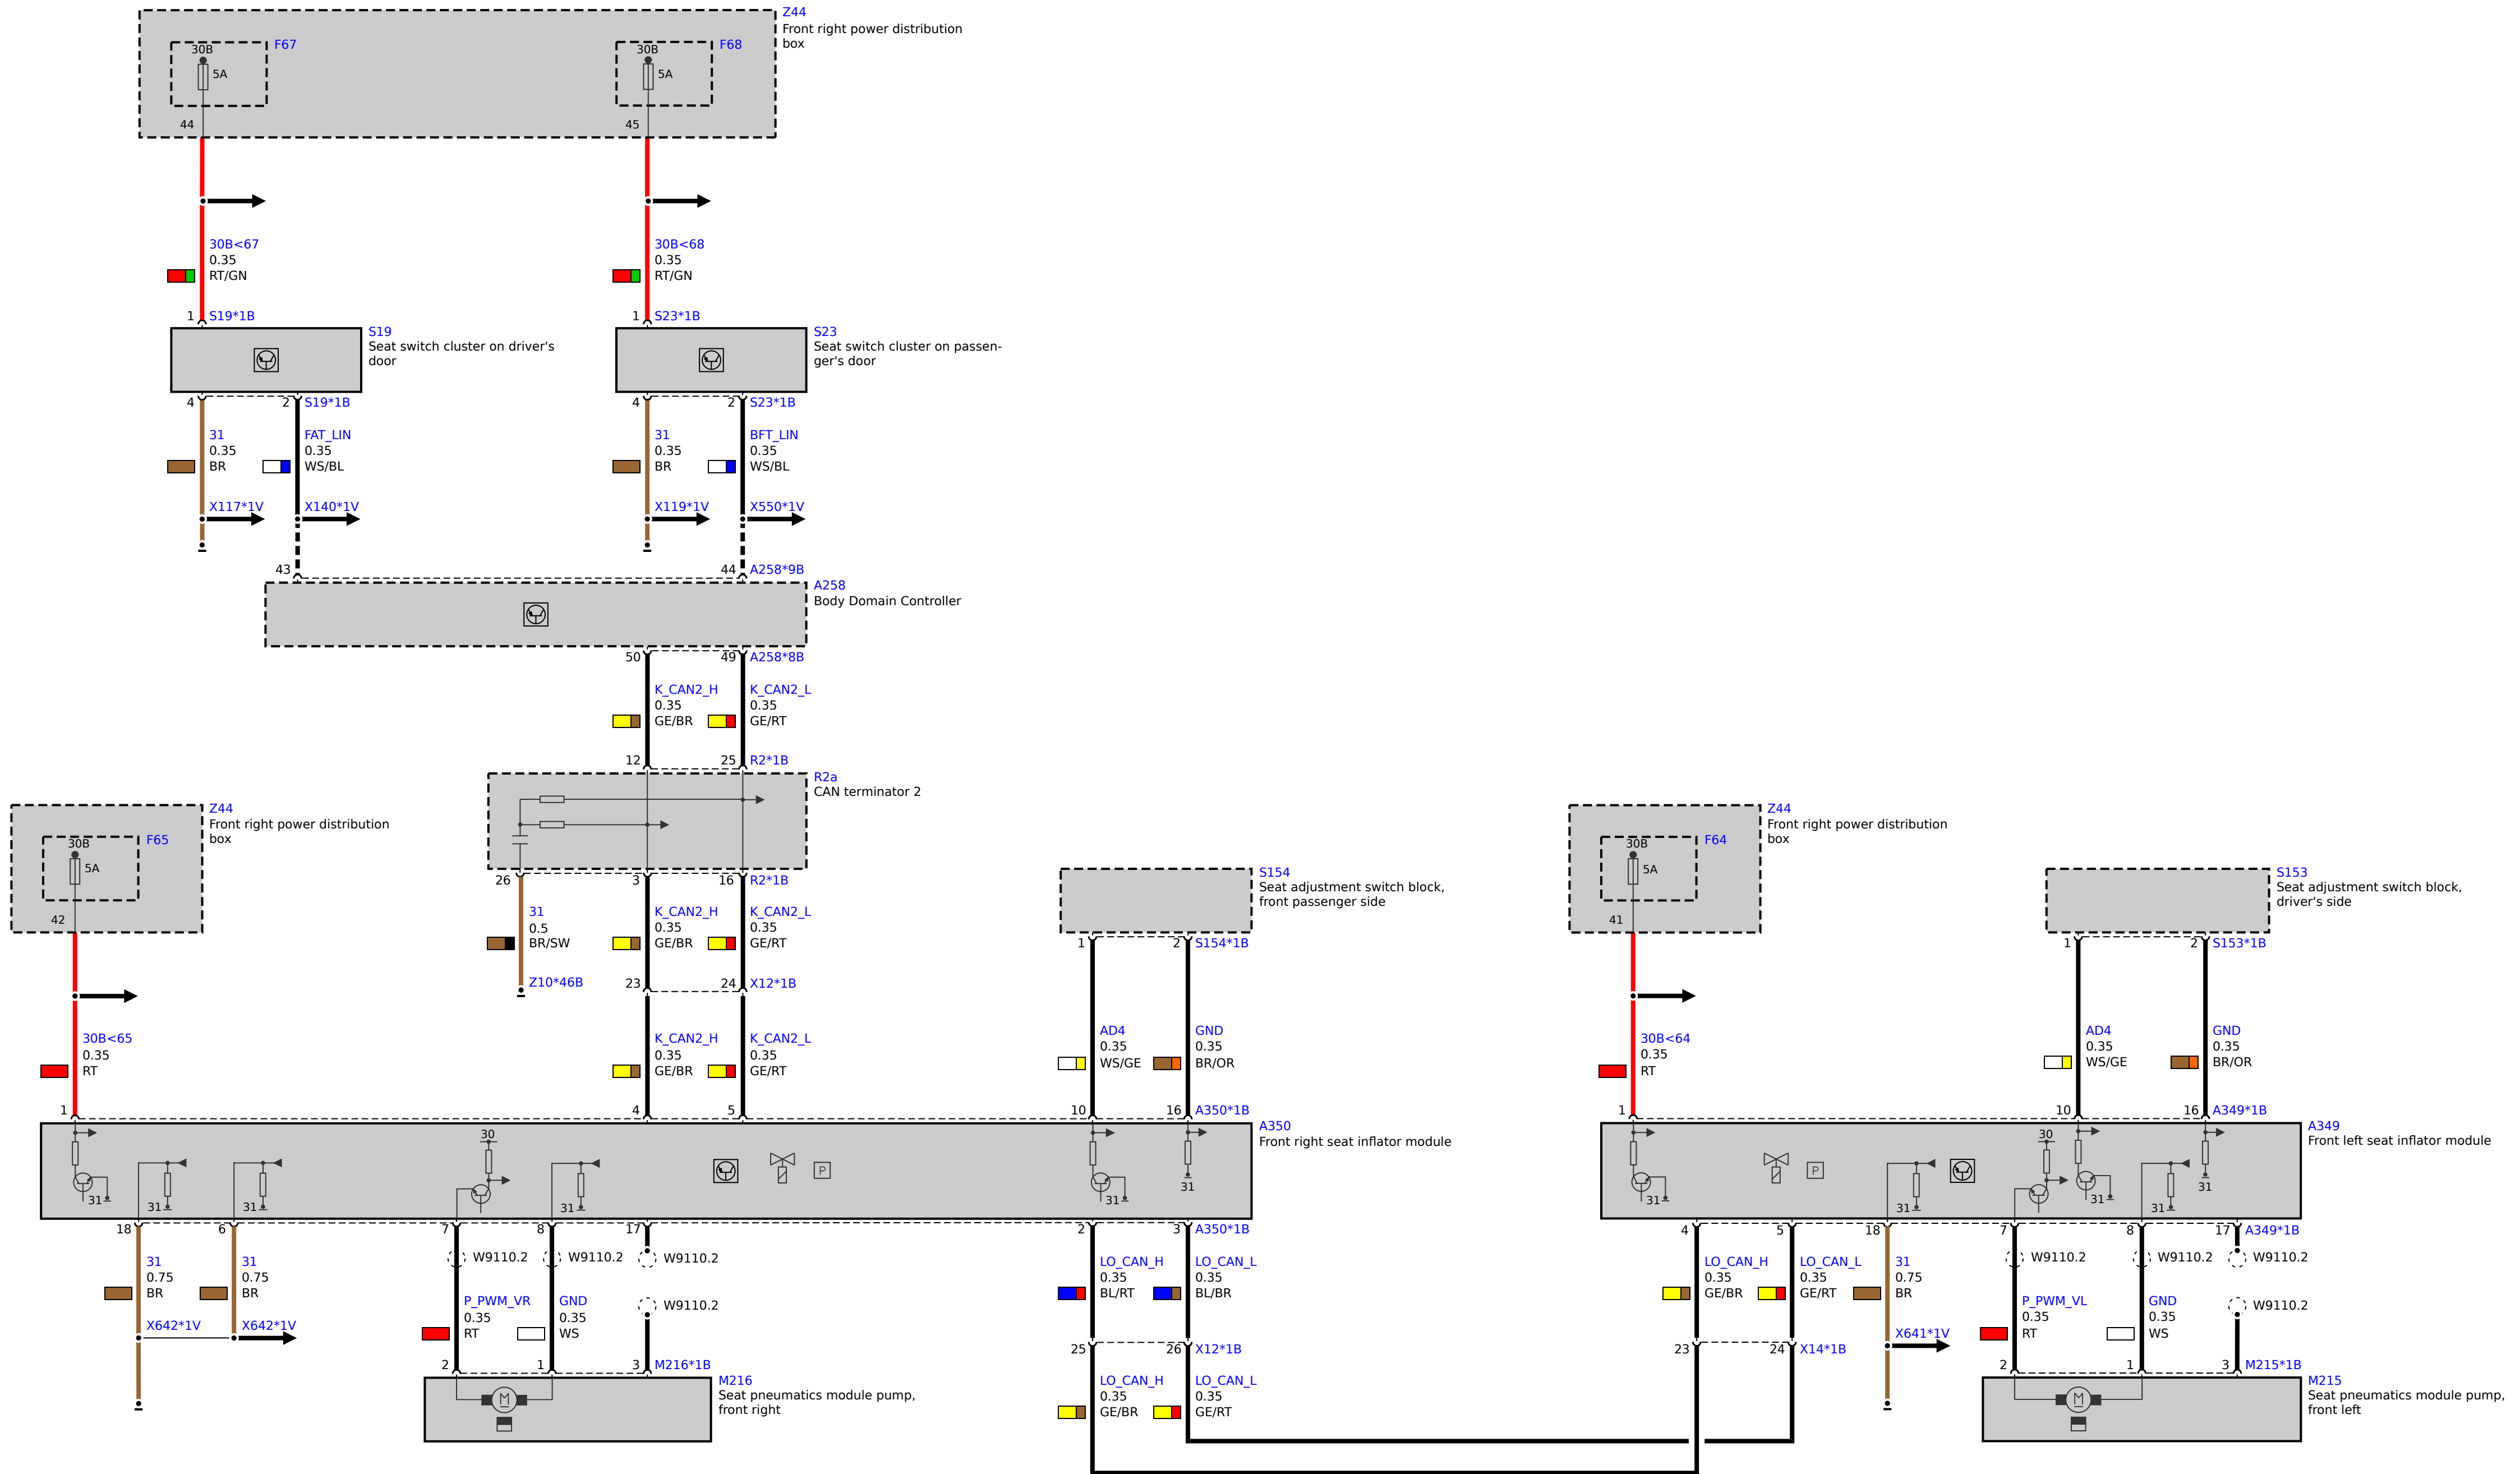 Z44
Front right power distribution
box
30B
F67
5A
44
30B
F68
5A
45
30B<67
0.35
RT/GN
30B<68
0.35
RT/GN
1
S19*1B
1
S23*1B
S19
Seat switch cluster on driver's
door
S23
Seat switch cluster on passen-
ger's door
4
2
S19*1B
4
2
S23*1B
31
0.35
BR
FAT_LIN
0.35
WS/BL
31
0.35
BR
BFT_LIN
0.35
WS/BL
X117*1V
X140*1V
X119*1V
X550*1V
43
44
A258*9B
A258
Body Domain Controller
50
49
A258*8B
K_CAN2_H
0.35
GE/BR
K_CAN2_L
0.35
GE/RT
12
25
R2*1B
R2a
CAN terminator 2
Z44
Front right power distribution
box
30B
F65
5A
42
26
3
16
R2*1B
31
0.5
BR/SW
K_CAN2_H
0.35
GE/BR
K_CAN2_L
0.35
GE/RT
Z10*46B
23
24
X12*1B
S154
Seat adjustment switch block,
front passenger side
1
2
S154*1B
Z44
Front right power distribution
box
30B
F64
5A
41
S153
Seat adjustment switch block,
driver's side
1
2
S153*1B
30B<65
0.35
RT
K_CAN2_H
0.35
GE/BR
K_CAN2_L
0.35
GE/RT
AD4
0.35
WS/GE
GND
0.35
BR/OR
30B<64
0.35
RT
AD4
0.35
WS/GE
GND
0.35
BR/OR
1
4
5
10
16
A350*1B
1
10
16
A349*1B
A350
Front right seat inflator module
31
31
31
30
31
P
31
31
A349
Front left seat inflator module
31
P
31
30
31
31
31
18
6
7
8
17
2
3
A350*1B
4
5
18
7
8
17
A349*1B
31
0.75
BR
31
0.75
BR
W9110.2
W9110.2
W9110.2
W9110.2
P_PWM_VR
0.35
RT
GND
0.35
WS
X642*1V
X642*1V
2
1
3
M216*1B
M216
Seat pneumatics module pump,
front right
M
LO_CAN_H
0.35
BL/RT
LO_CAN_L
0.35
BL/BR
25
26
X12*1B
LO_CAN_H
0.35
GE/BR
LO_CAN_L
0.35
GE/RT
LO_CAN_H
0.35
GE/BR
LO_CAN_L
0.35
GE/RT
31
0.75
BR
23
24
X14*1B
X641*1V
W9110.2
W9110.2
W9110.2
W9110.2
P_PWM_VL
0.35
RT
GND
0.35
WS
2
1
3
M215*1B
M215
Seat pneumatics module pump,
front left
M